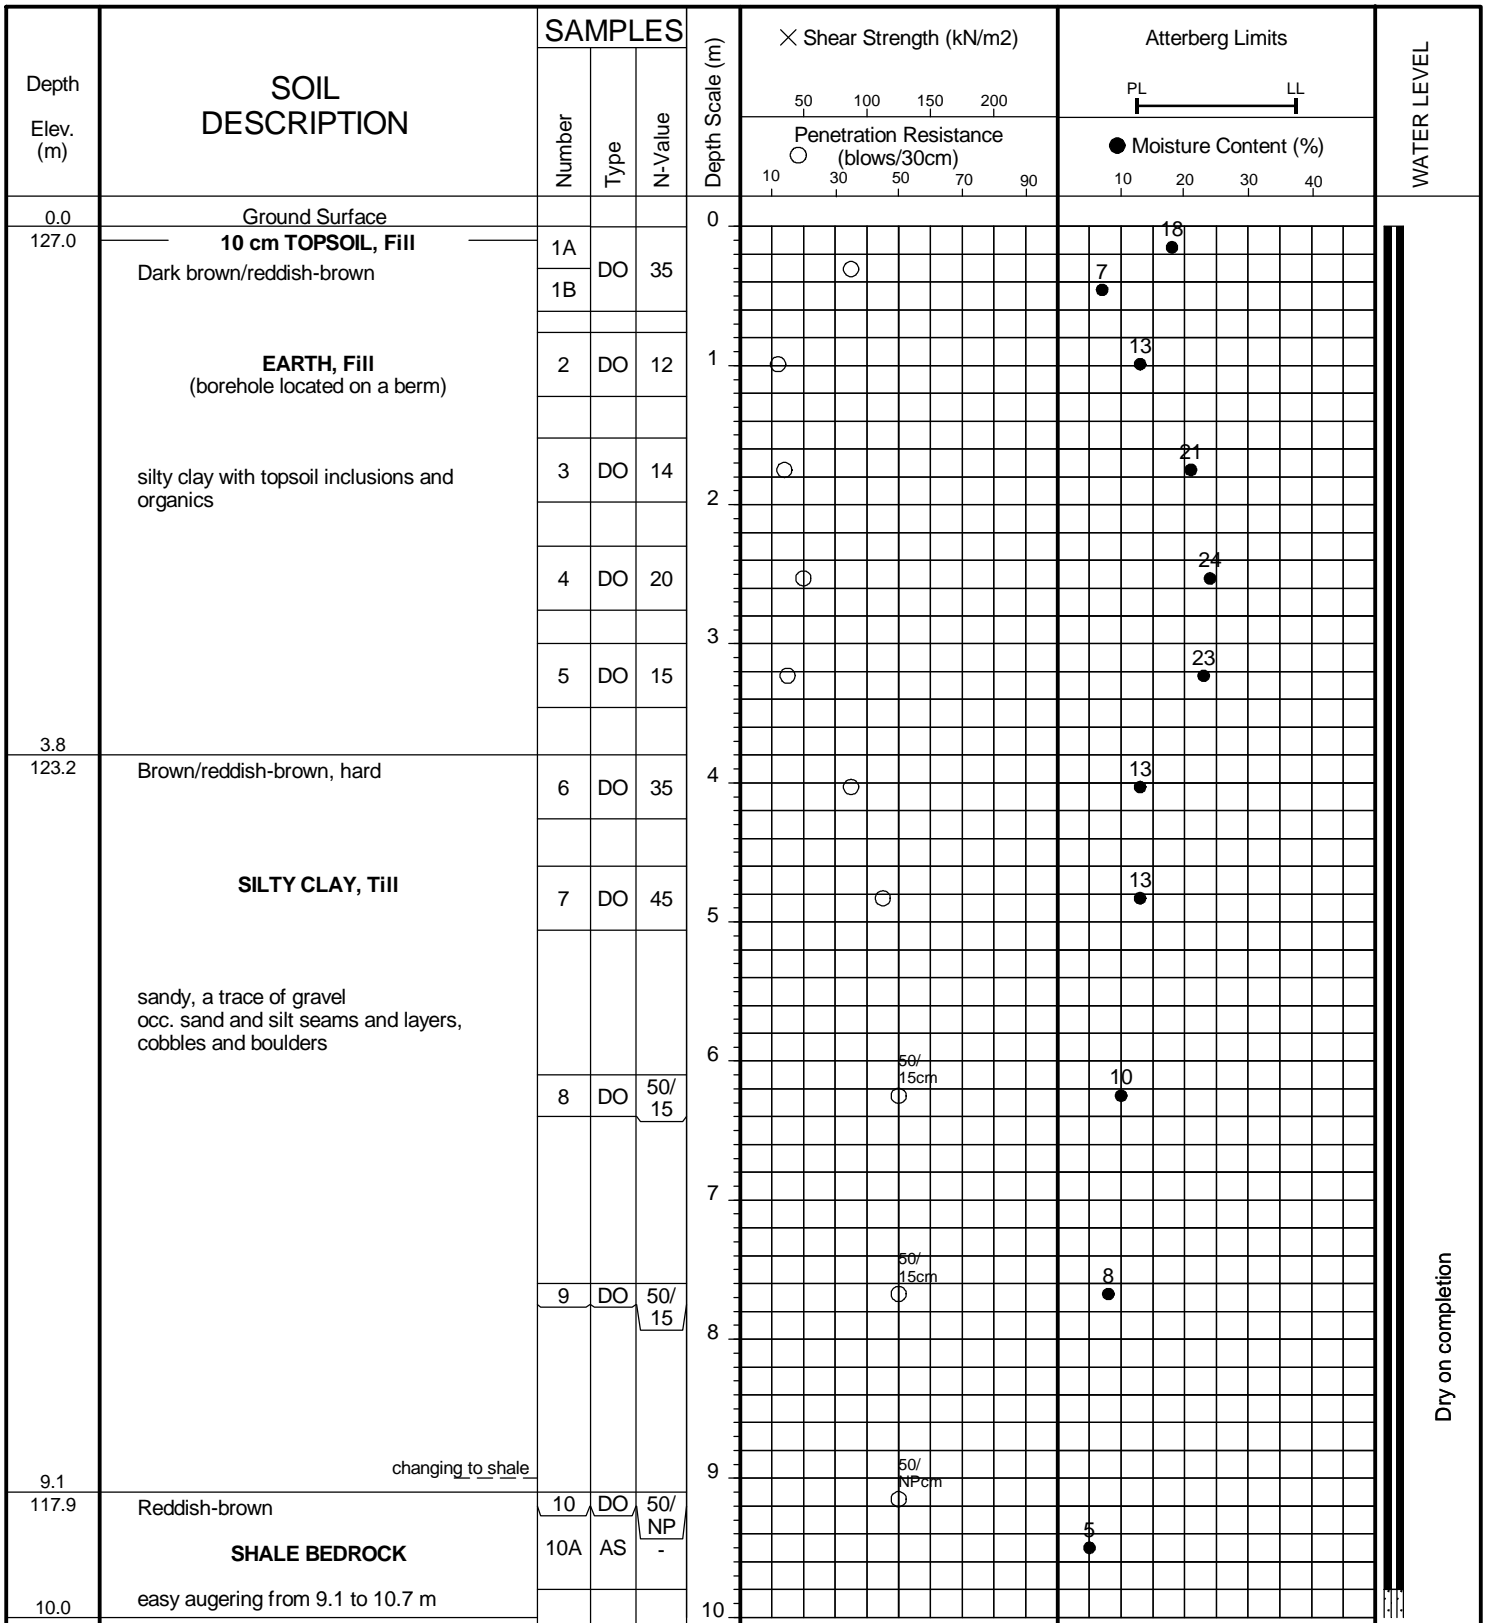 Depth
Elev.
(m)
SOIL
DESCRIPTION
SAMPLES
Number
Type
N-Value
Depth Scale (m)
× Shear Strength (kN/m2)
50 100 150 200
Penetration Resistance
(blows/30cm)
10 30 50 70 90
Atterberg Limits
PL LL
Moisture Content (%)
10 20 30 40
WATER LEVEL
0.0 Ground Surface 0
127.0 10 cm TOPSOIL, Fill
Dark brown/reddish-brown
1A DO 35 18
1B 7
EARTH, Fill
(borehole located on a berm)
2 DO 12 1 13
silty clay with topsoil inclusions and
organics
3 DO 14 21
2
4 DO 20 24
3
5 DO 15 23
3.8
123.2 Brown/reddish-brown, hard
6 DO 35 4 13
SILTY CLAY, Till
7 DO 45 13
5
sandy, a trace of gravel
occ. sand and silt seams and layers,
cobbles and boulders
6
8 DO 50/
15
50/
15cm
10
7
9 DO 50/
15
50/
15cm
8
8
Dry on completion
changing to shale
9
9.1
117.9 Reddish-brown
10 DO 50/
NP
50/
NPcm
SHALE BEDROCK
10A AS - 5
easy augering from 9.1 to 10.7 m
10.0 10